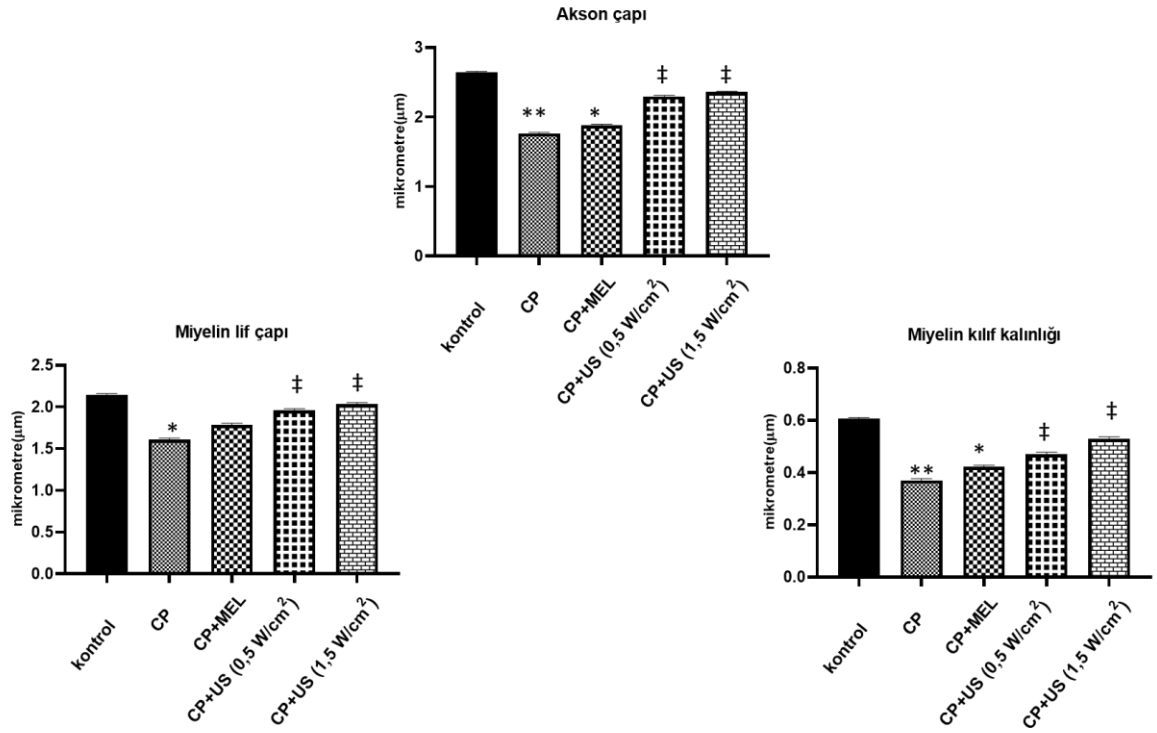 Akson çapı
mikrometre(µm)
3
2
1
0
**
*
‡
‡
kontrol
CP
CP+MEL
CP+US (0,5 W/cm²)
CP+US (1,5 W/cm²)
Miyelin lif çapı
mikrometre(µm)
2.5
2.0
1.5
1.0
0.5
0.0
*
‡
‡
kontrol
CP
CP+MEL
CP+US (0,5 W/cm²)
CP+US (1,5 W/cm²)
Miyelin kılıf kalınlığı
mikrometre(µm)
0.8
0.6
0.4
0.2
0.0
**
*
‡
‡
kontrol
CP
CP+MEL
CP+US (0,5 W/cm²)
CP+US (1,5 W/cm²)